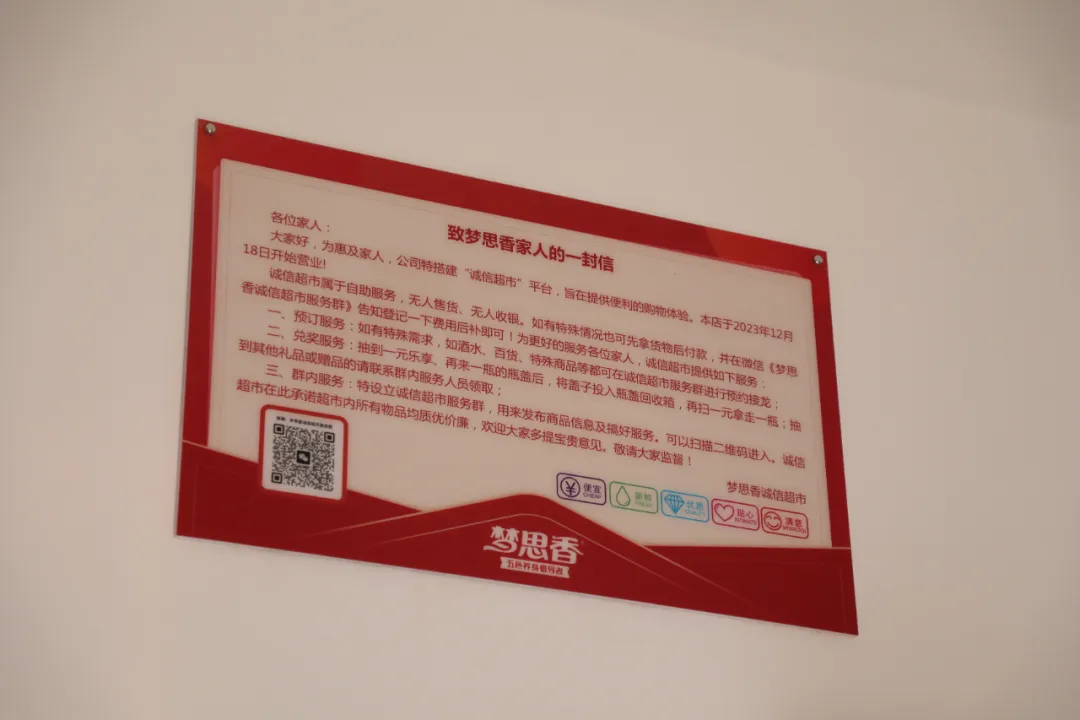 致梦思香家人的一封信
各位家人：
大家好，为惠及家人，公司特搭建“诚信超市”平台，旨在提供便利的购物体验。本店于2023年12月
18日开始营业!
诚信超市属于自助服务，无人售货、无人收银。如有特殊情况也可先拿货物后付款，并在微信《梦思
香诚信超市服务群》告知登记一下费用后补即可！为更好的服务各位家人，诚信超市提供如下服务：
一、预订服务：如有特殊需求，如酒水、百货、特殊商品等都可在诚信超市服务群进行预约接龙；
二、兑奖服务：抽到一元乐享、再来一瓶的瓶盖后，将盖子投入瓶盖回收箱，再扫一元拿走一瓶；抽
到其他礼品或赠品的请联系群内服务人员领取；
三、群内服务：特设立诚信超市服务群，用来发布商品信息及搞好服务。可以扫描二维码进入。诚信
超市在此承诺超市内所有物品均质优价廉，欢迎大家多提宝贵意见。敬请大家监督！
梦思香诚信超市
便宜 CHEAP
新鲜 FRESH
优质 QUALITY
贴心 INTIMATE
满意
梦思香
五色养身倡导者